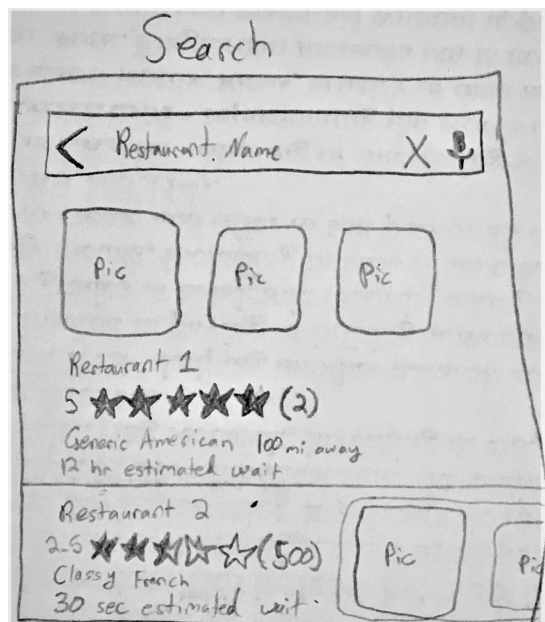 Search
Restaurant Name X
Pic Pic Pic
Restaurant 1
5 ★★★★★ (2)
Generic American 100 mi away
12 hr estimated wait
Restaurant 2
2.5 ★★★☆☆ (500)
Classy French
30 sec estimated wait
Pic Pic